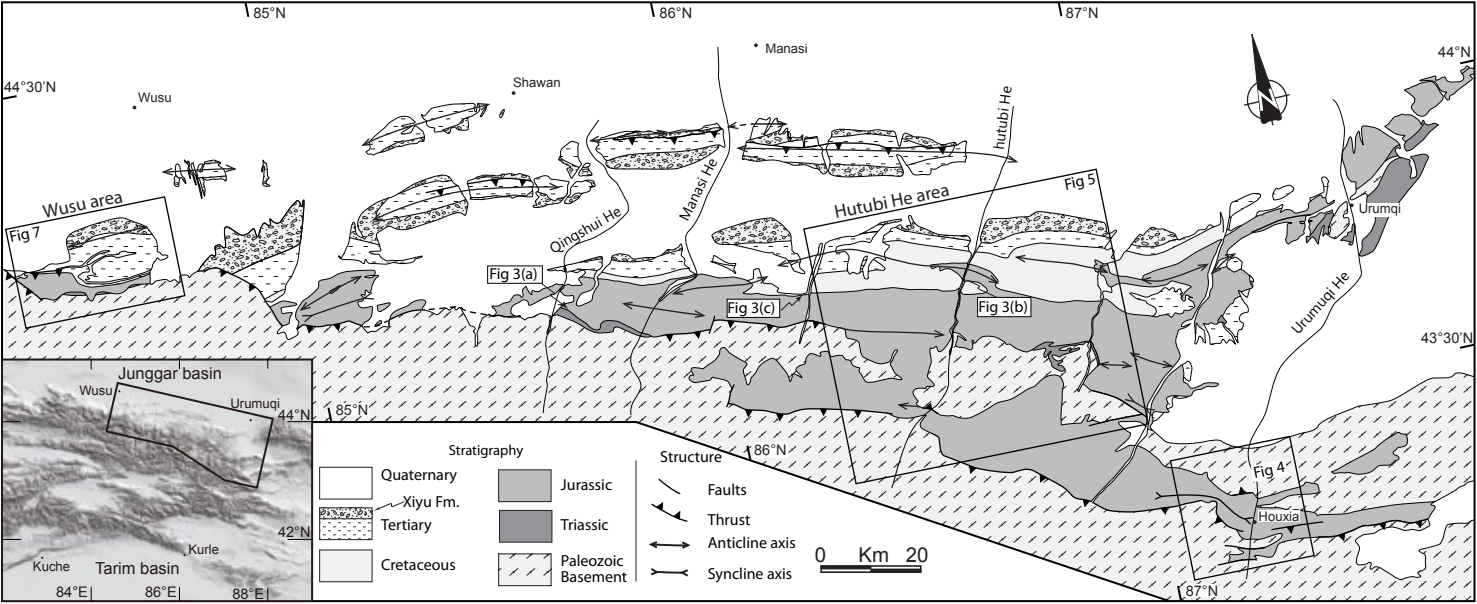 85°N
86°N
87°N
44°30'N
44°N
Wusu
Shawan
Manasi
hutubi He
Manasi He
Qingshui He
Wusu area
Fig 7
Hutubi He area
Fig 5
Urumqi
Urumuqi He
Fig 3(a)
Fig 3(c)
Fig 3(b)
43°30'N
Fig 4
Houxia
85°N
86°N
87°N
N
Junggar basin
Wusu
Urumuqi
44°N
42°N
Kurle
Kuche
Tarim basin
84°E
86°E
88°E
Stratigraphy
Quaternary
Xiyu Fm.
Tertiary
Cretaceous
Jurassic
Triassic
Paleozoic
Basement
Structure
Faults
Thrust
Anticline axis
Syncline axis
0 Km 20